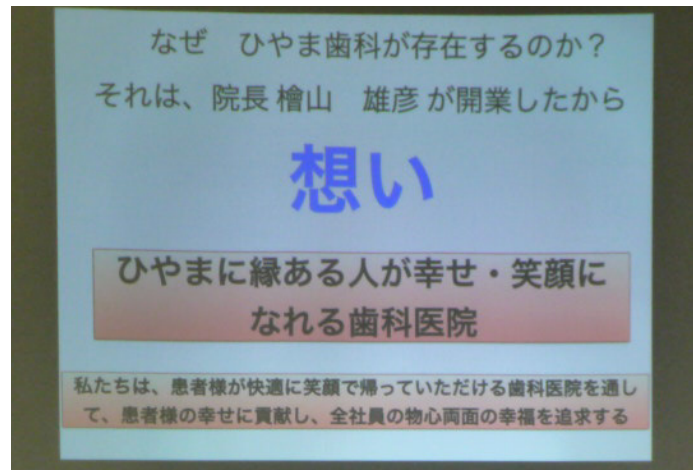 なぜ　ひやま歯科が存在するのか？
それは、院長 檜山　雄彦 が開業したから
想い
ひやまに縁ある人が幸せ・笑顔に
なれる歯科医院
私たちは、患者様が快適に笑顔で帰っていただける歯科医院を通し
て、患者様の幸せに貢献し、全社員の物心両面の幸福を追求する